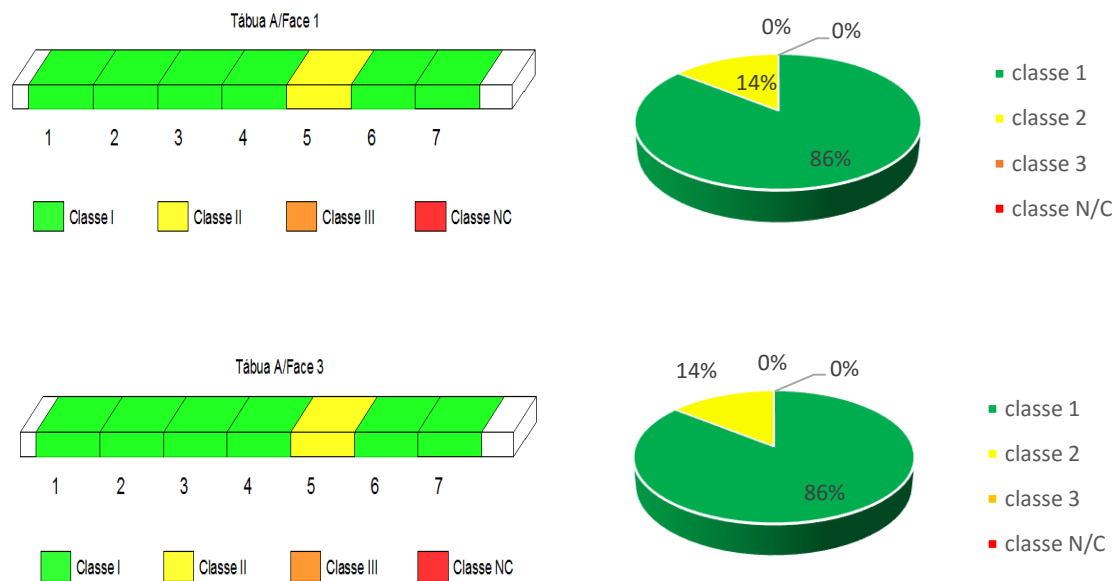 Tábua A/Face 1
1 2 3 4 5 6 7
Classe I Classe II Classe III Classe NC
0% 0%
14%
86%
classe 1
classe 2
classe 3
classe N/C
Tábua A/Face 3
1 2 3 4 5 6 7
Classe I Classe II Classe III Classe NC
14% 0% 0%
86%
classe 1
classe 2
classe 3
classe N/C